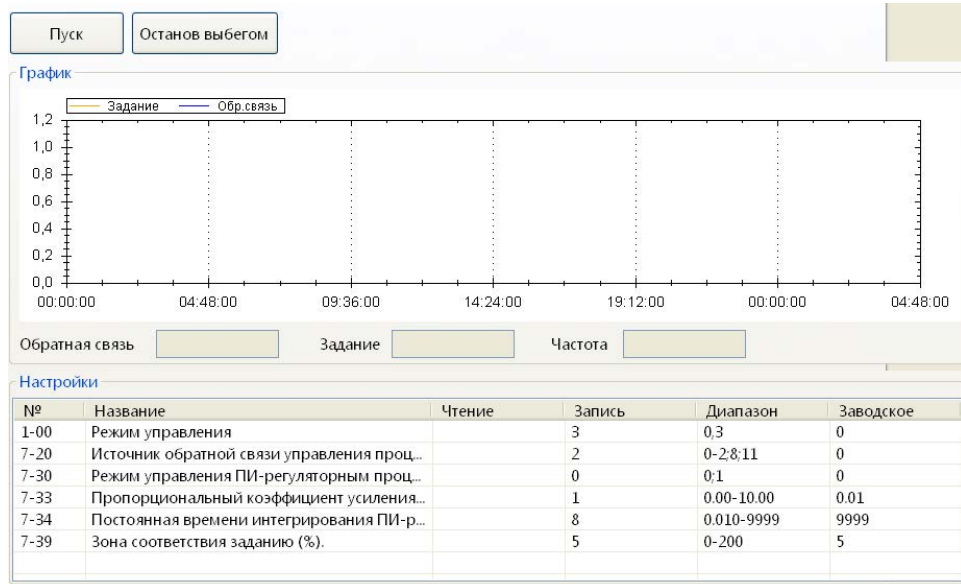 Пуск Останов выбегом
График
Задание Обр.связь
1,2
1,0
0,8
0,6
0,4
0,2
0,0
00:00:00 04:48:00 09:36:00 14:24:00 19:12:00 00:00:00 04:48:00
Обратная связь Задание Частота
Настройки
№ Название Чтение Запись Диапазон Заводское
1-00 Режим управления 3 0,3 0
7-20 Источник обратной связи управления проц... 2 0-2;8;11 0
7-30 Режим управления ПИ-регуляторным проц... 0 0;1 0
7-33 Пропорциональный коэффициент усиления... 1 0.00-10.00 0.01
7-34 Постоянная времени интегрирования ПИ-р... 8 0.010-9999 9999
7-39 Зона соответствия заданию (%). 5 0-200 5